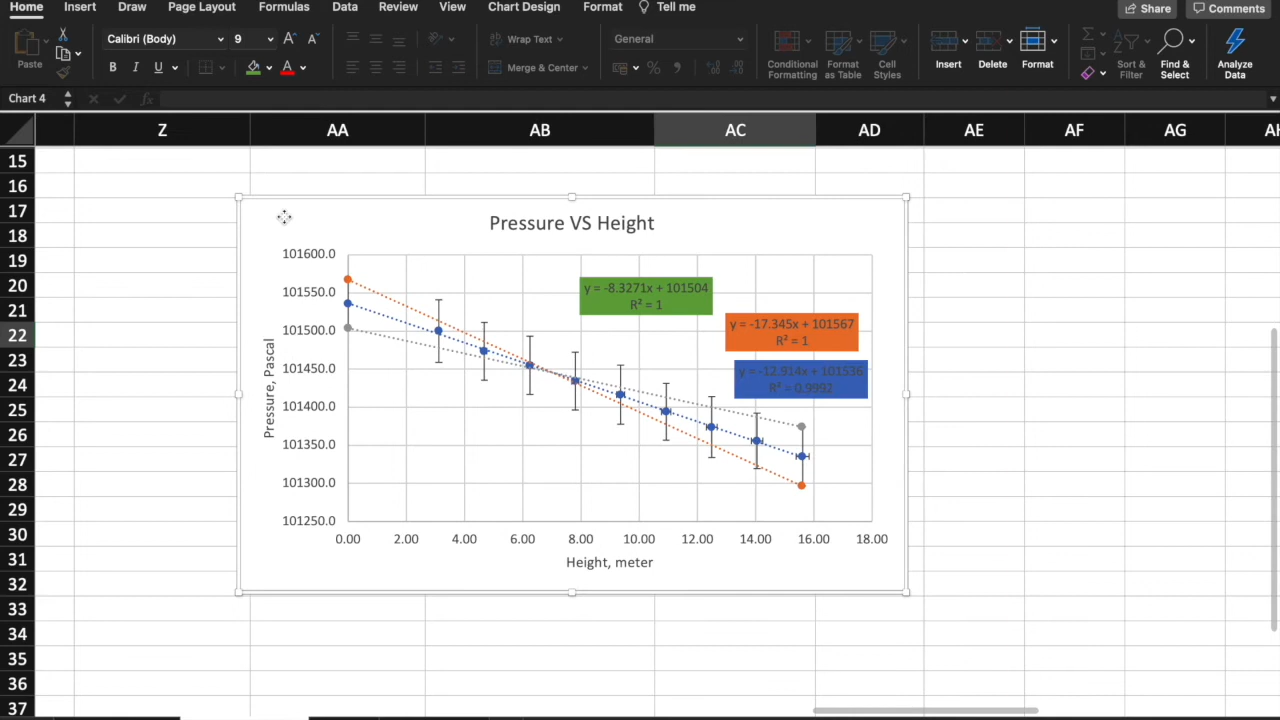 Home Insert Draw Page Layout Formulas Data Review View Chart Design Format Tell me Share Comments
Calibri (Body) 9 A A Wrap Text General
Paste B I U A Merge & Center % Conditional Formatting Format as Table Cell Styles Insert Delete Format Sort & Filter Find & Select Analyze Data
Chart 4 fx
Z AA AB AC AD AE AF AG
15
16
17
18
19
20
21
22
23
24
25
26
27
28
29
30
31
32
33
34
35
36
37
Pressure VS Height
101600.0
101550.0
101500.0
101450.0
101400.0
101350.0
101300.0
101250.0
Pressure, Pascal
y = -8.3271x + 101504
R² = 1
y = -17.345x + 101567
R² = 1
y = -12.914x + 101536
R² = 0.9992
0.00 2.00 4.00 6.00 8.00 10.00 12.00 14.00 16.00 18.00
Height, meter